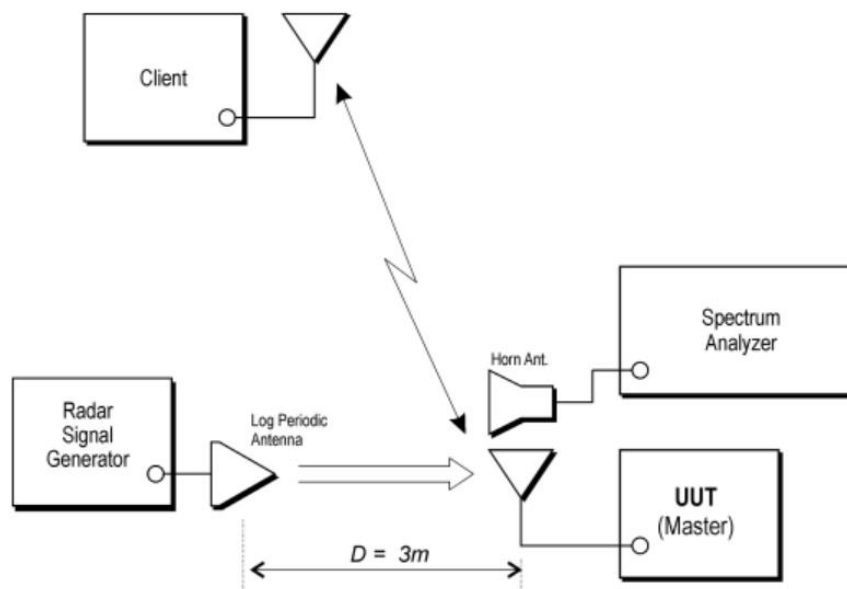 Client
Spectrum
Analyzer
Horn Ant.
Radar
Signal
Generator
Log Periodic
Antenna
UUT
(Master)
D = 3m